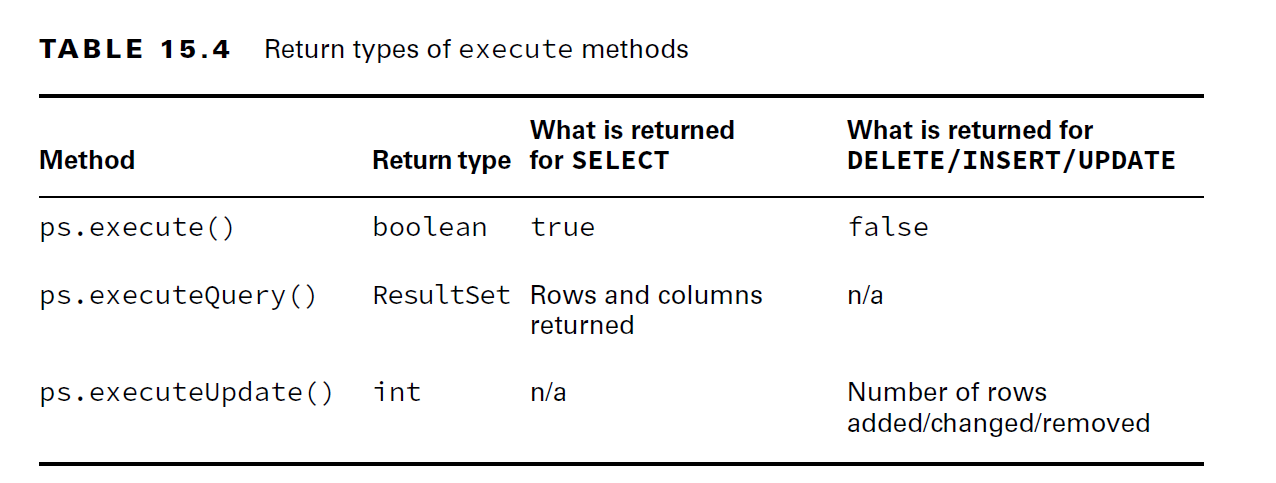 TABLE 15.4 Return types of execute methods
Method Return type What is returned for SELECT What is returned for DELETE/INSERT/UPDATE
ps.execute() boolean true false
ps.executeQuery() ResultSet Rows and columns returned n/a
ps.executeUpdate() int n/a Number of rows added/changed/removed